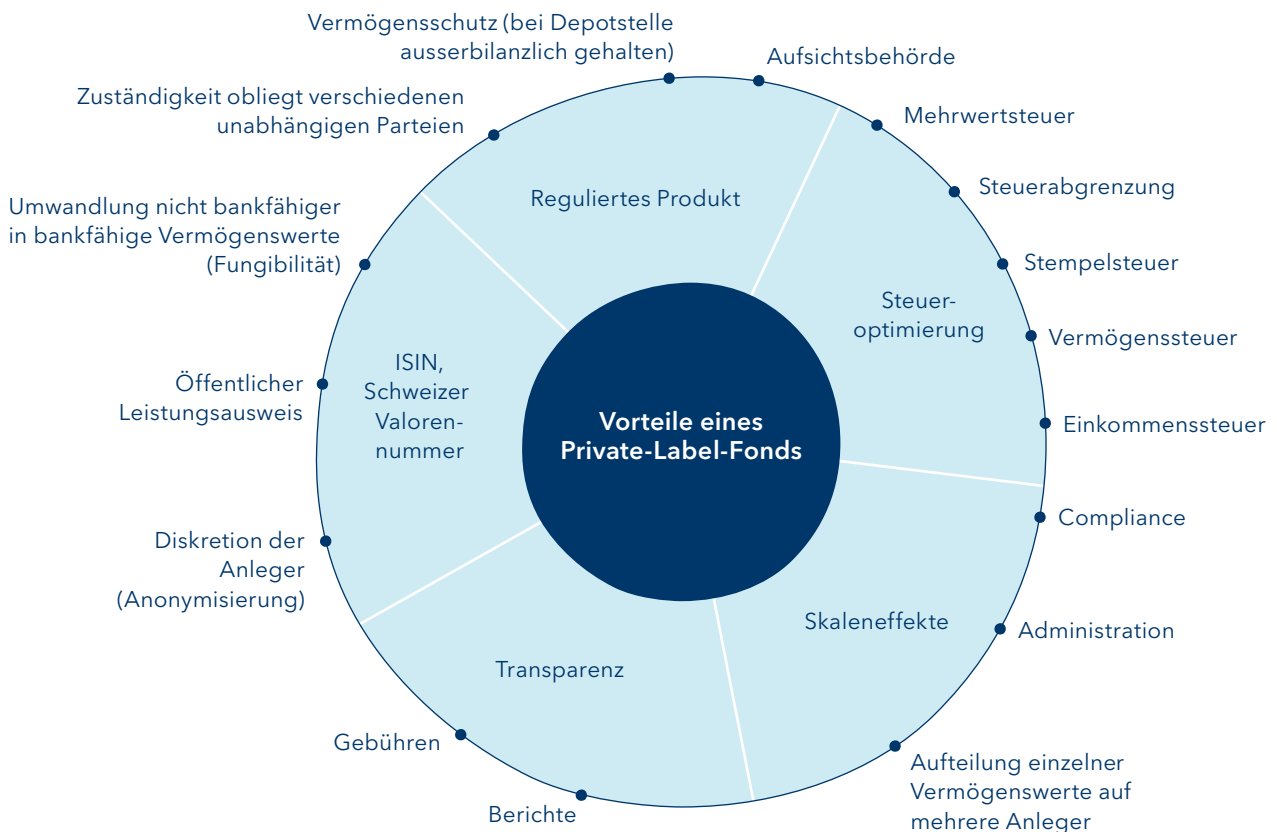 Vermögensschutz (bei Depotstelle
ausserbilanzlich gehalten)
Aufsichtsbehörde
Zuständigkeit obliegt verschiedenen
unabhängigen Parteien
Mehrwertsteuer
Steuerabgrenzung
Reguliertes Produkt
Umwandlung nicht bankfähiger
in bankfähige Vermögenswerte
(Fungibilität)
Stempelsteuer
Steuer-
optimierung
Vermögenssteuer
ISIN,
Schweizer
Valoren-
nummer
Öffentlicher
Leistungsausweis
Vorteile eines
Private-Label-Fonds
Einkommenssteuer
Compliance
Diskretion der
Anleger
(Anonymisierung)
Skaleneffekte
Administration
Transparenz
Gebühren
Berichte
Aufteilung einzelner
Vermögenswerte auf
mehrere Anleger